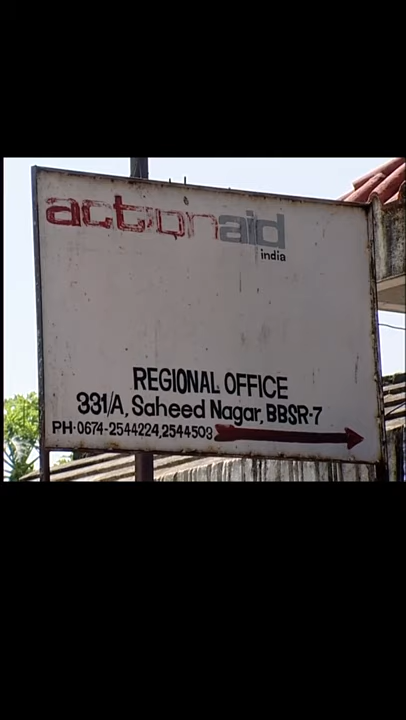 actionaid
india
REGIONAL OFFICE
331/A, Saheed Nagar, BBSR-7
PH-0674-2544224,2544503